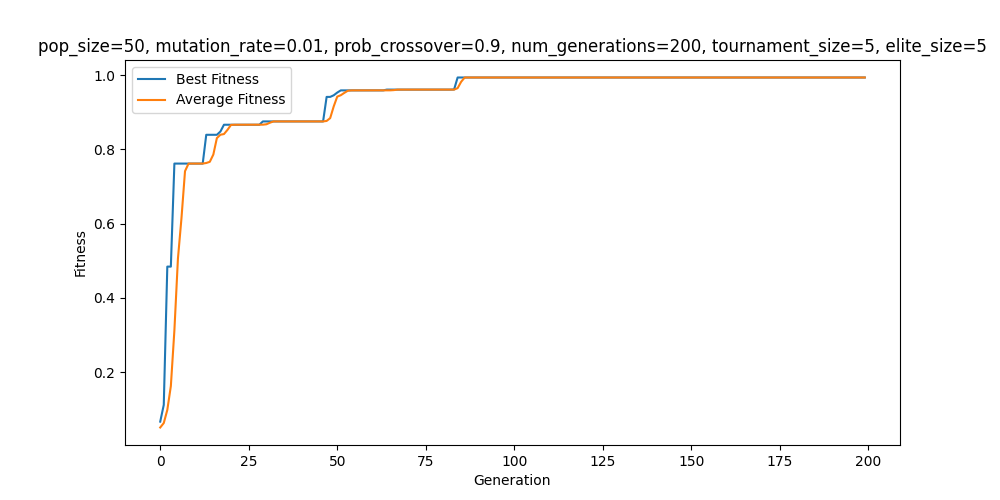 pop_size=50, mutation_rate=0.01, prob_crossover=0.9, num_generations=200, tournament_size=5, elite_size=5
Best Fitness
Average Fitness
1.0
0.8
0.6
0.4
0.2
Fitness
0 25 50 75 100 125 150 175 200
Generation